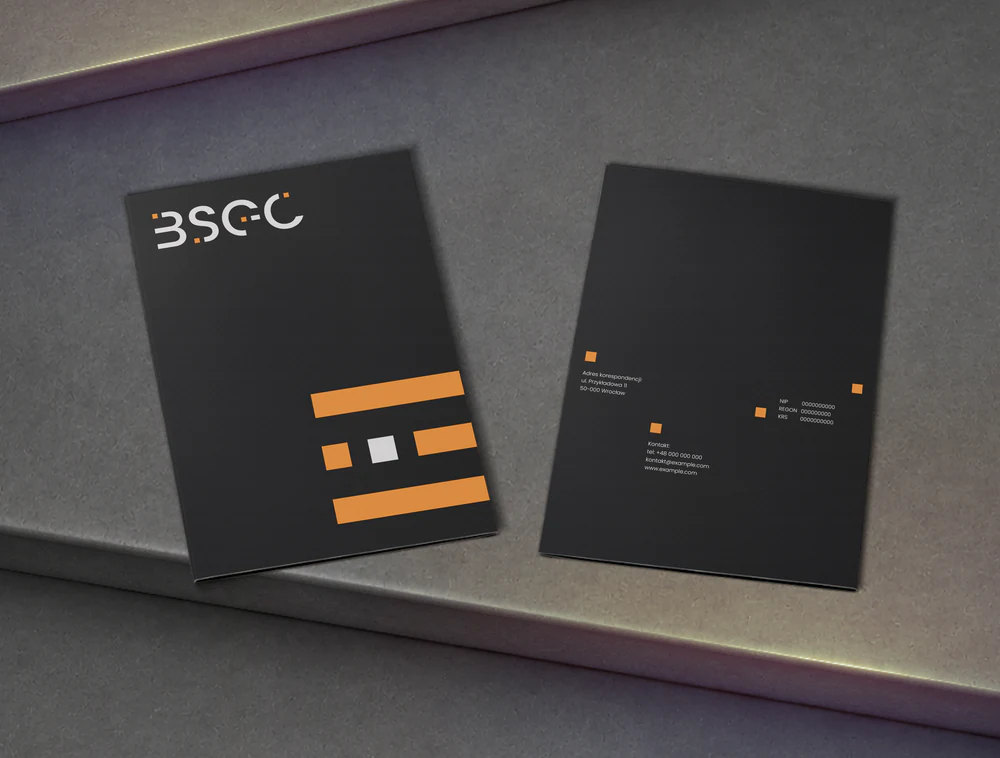 BSGC
Adres korespondencji
ul. Przykładowa 11
50-000 Wrocław
Kontakt:
tel: +48 000 000 000
kontakt@example.com
www.example.com
NIP 0000000000
REGION 000000000
KRS 0000000000